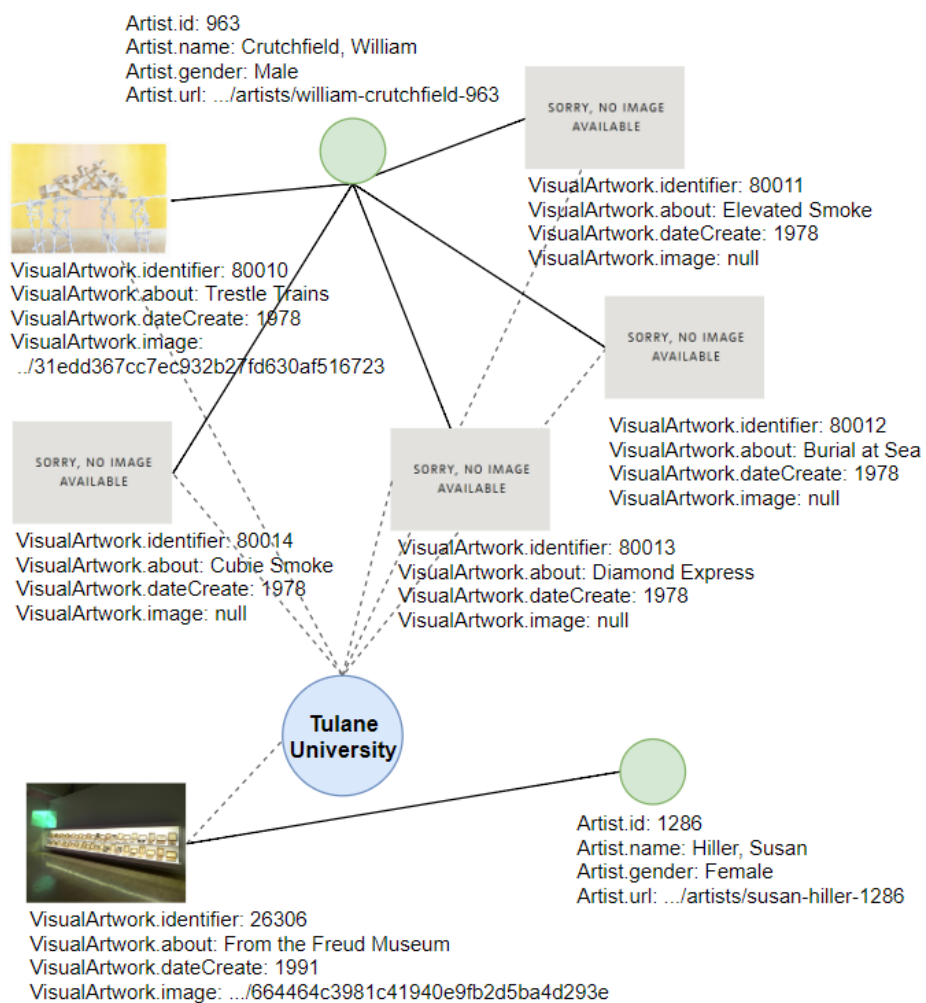 Artist.id: 963
Artist.name: Crutchfield, William
Artist.gender: Male
Artist.url: .../artists/william-crutchfield-963
SORRY, NO IMAGE
AVAILABLE
VisualArtwork.identifier: 80011
VisualArtwork.about: Elevated Smoke
VisualArtwork.dateCreate: 1978
VisualArtwork.image: null
VisualArtwork.identifier: 80010
VisualArtwork.about: Trestle Trains
VisualArtwork.dateCreate: 1978
VisualArtwork.image:
../31edd367cc7ec932b27fd630af516723
SORRY, NO IMAGE
AVAILABLE
VisualArtwork.identifier: 80012
VisualArtwork.about: Burial at Sea
VisualArtwork.dateCreate: 1978
VisualArtwork.image: null
SORRY, NO IMAGE
AVAILABLE
VisualArtwork.identifier: 80014
VisualArtwork.about: Cubie Smoke
VisualArtwork.dateCreate: 1978
VisualArtwork.image: null
SORRY, NO IMAGE
AVAILABLE
VisualArtwork.identifier: 80013
VisualArtwork.about: Diamond Express
VisualArtwork.dateCreate: 1978
VisualArtwork.image: null
Tulane
University
Artist.id: 1286
Artist.name: Hiller, Susan
Artist.gender: Female
Artist.url: .../artists/susan-hiller-1286
VisualArtwork.identifier: 26306
VisualArtwork.about: From the Freud Museum
VisualArtwork.dateCreate: 1991
VisualArtwork.image: .../664464c3981c41940e9fb2d5ba4d293e